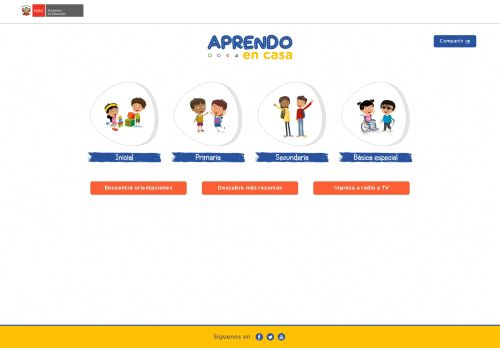 PERÚ Ministerio de Educación
APRENDO
en casa
Compartir
Inicial Primaria Secundaria Básica especial
Encuentra orientaciones Descubre más recursos Ingresa a radio y TV
Síguenos en